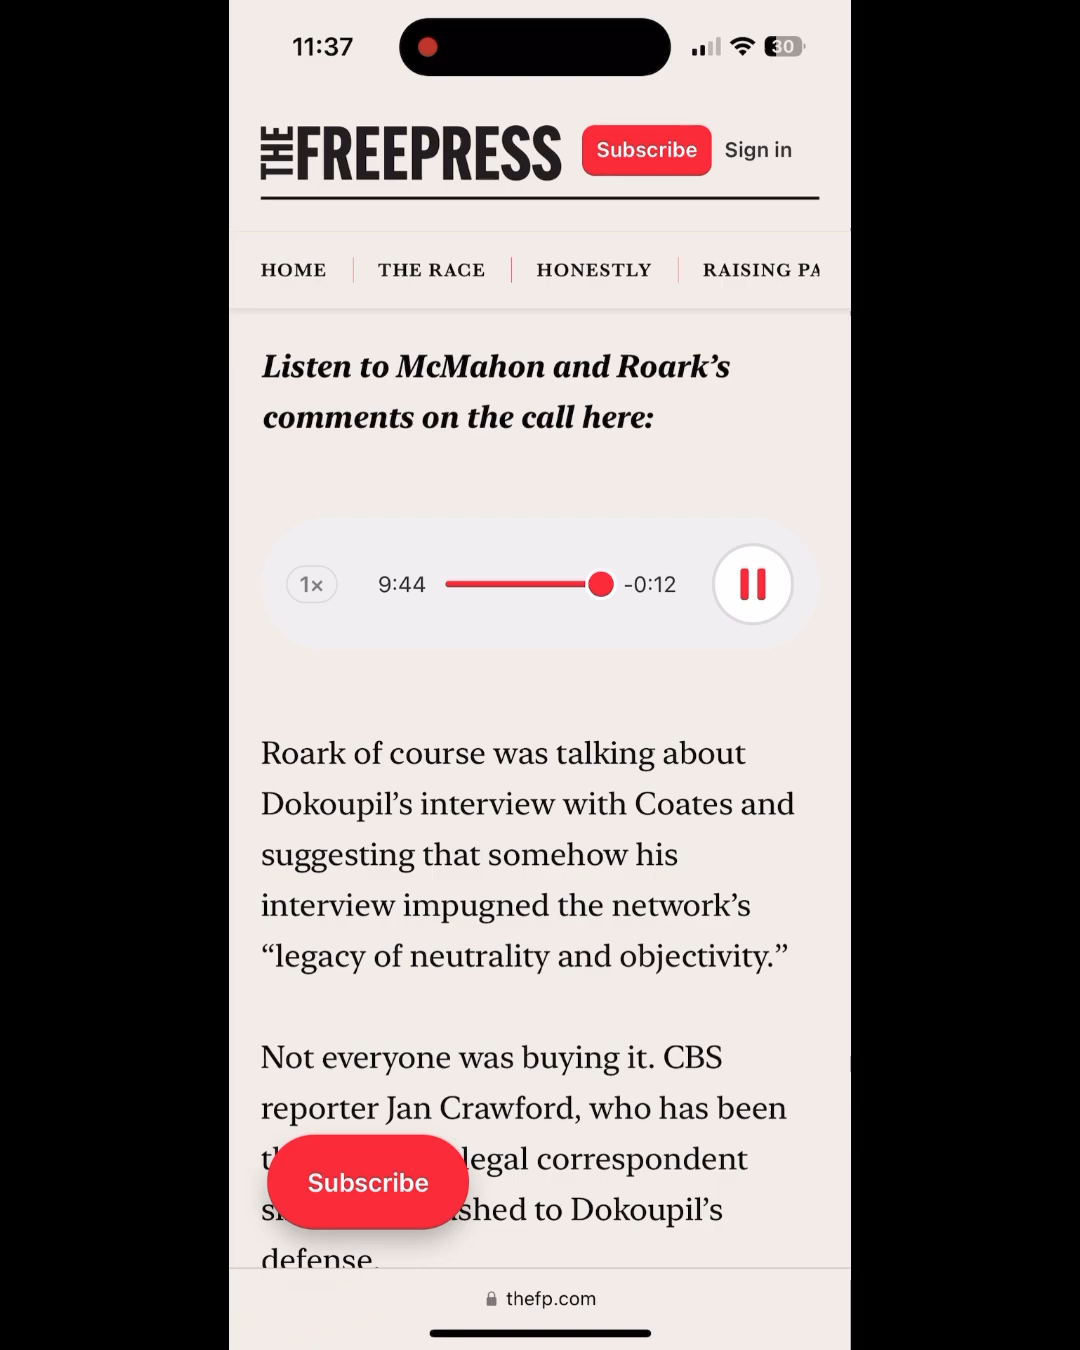 11:37
30
THE FREEPRESS
Subscribe
Sign in
HOME
THE RACE
HONESTLY
RAISING PA
Listen to McMahon and Roark’s
comments on the call here:
1×
9:44
-0:12
Roark of course was talking about
Dokoupil’s interview with Coates and
suggesting that somehow his
interview impugned the network’s
“legacy of neutrality and objectivity.”
Not everyone was buying it. CBS
reporter Jan Crawford, who has been
legal correspondent
Subscribe
to Dokoupil’s
defense.
thefp.com